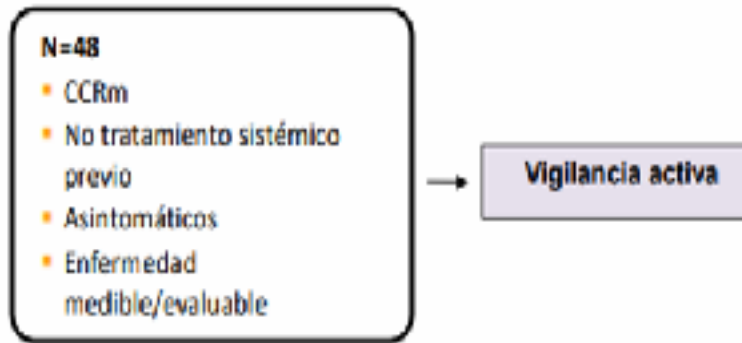 N=48
▪ CCRm
▪ No tratamiento sistémico
previo
▪ Asintomáticos
▪ Enfermedad
medible/evaluable
Vigilancia activa